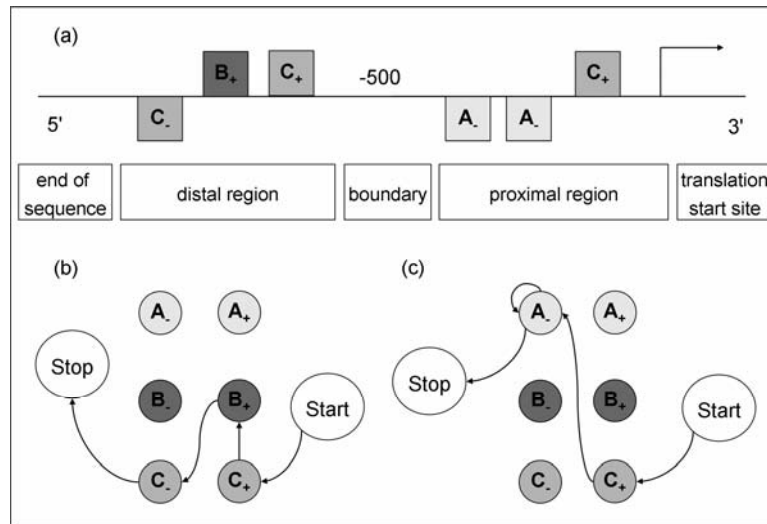 (a)
B+ C+ -500 C+
5' C- A- A- 3'
end of sequence
distal region
boundary
proximal region
translation start site
(b)
A- A+
Stop
B- B+
Start
C- C+
(c)
A- A+
Stop
B- B+
Start
C- C+